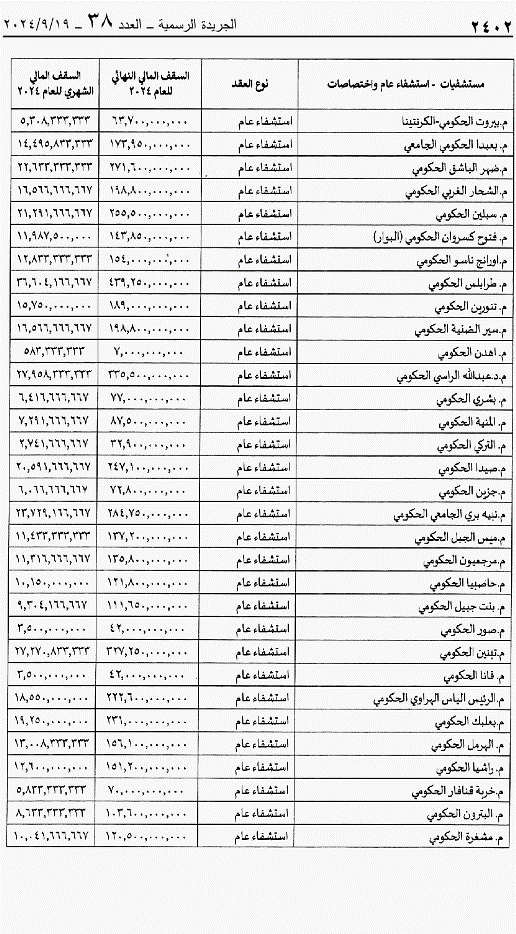 ٢٤٠٢ الجريدة الرسمية ـ العدد ٣٨ ـ ٢٠٢٤/٩/١٩
مستشفيات - استشفاء عام وإختصاصات نوع العقد السقف المالي النهائي للعام ٢٠٢٤ السقف المالي الشهري للعام ٢٠٢٤
م.بيروت الحكومي-الكرنتينا استشفاء عام ٦٣,٧٠٠,٠٠٠,٠٠٠ ٥,٣٠٨,٣٣٣,٣٣٣
م. بعبدا الحكومي الجامعي استشفاء عام ١٧٣,٩٥٠,٠٠٠,٠٠٠ ١٤,٤٩٥,٨٣٣,٣٣٣
م.ضهر الباشق الحكومي استشفاء عام ٢٧١,٦٠٠,٠٠٠,٠٠٠ ٢٢,٦٣٣,٣٣٣,٣٣٣
م.الشحار الغربي الحكومي استشفاء عام ١٩٨,٨٠٠,٠٠٠,٠٠٠ ١٦,٥٦٦,٦٦٦,٦٦٧
م. سبلين الحكومي استشفاء عام ٢٥٥,٥٠٠,٠٠٠,٠٠٠ ٢١,٢٩١,٦٦٦,٦٦٧
م. فتوح كسروان الحكومي (البوار) استشفاء عام ١٤٣,٨٥٠,٠٠٠,٠٠٠ ١١,٩٨٧,٥٠٠,٠٠٠
م.اورانج ناسو الحكومي استشفاء عام ١٥٤,٠٠٠,٠٠٠,٠٠٠ ١٢,٨٣٣,٣٣٣,٣٣٣
م. طرابلس الحكومي استشفاء عام ٤٣٩,٢٥٠,٠٠٠,٠٠٠ ٣٦,٦٠٤,١٦٦,٦٦٧
م. تنورين الحكومي استشفاء عام ١٨٩,٠٠٠,٠٠٠,٠٠٠ ١٥,٧٥٠,٠٠٠,٠٠٠
م.سير الضنية الحكومي استشفاء عام ١٩٨,٨٠٠,٠٠٠,٠٠٠ ١٦,٥٦٦,٦٦٦,٦٦٧
م. اهدن الحكومي استشفاء عام ٧,٠٠٠,٠٠٠,٠٠٠ ٥٨٣,٣٣٣,٣٣٣
م.د.عبدالله الراسي الحكومي استشفاء عام ٣٣٥,٥٠٠,٠٠٠,٠٠٠ ٢٧,٩٥٨,٣٣٣,٣٣٣
م. بشري الحكومي استشفاء عام ٧٧,٠٠٠,٠٠٠,٠٠٠ ٦,٤١٦,٦٦٦,٦٦٧
م. المنية الحكومي استشفاء عام ٨٧,٥٠٠,٠٠٠,٠٠٠ ٧,٢٩١,٦٦٦,٦٦٧
م. التركي الحكومي استشفاء عام ٣٢,٩٠٠,٠٠٠,٠٠٠ ٢,٧٤١,٦٦٦,٦٦٧
م.صيدا الحكومي استشفاء عام ٢٤٧,١٠٠,٠٠٠,٠٠٠ ٢٠,٥٩١,٦٦٦,٦٦٧
م. جزين الحكومي استشفاء عام ٧٢,٨٠٠,٠٠٠,٠٠٠ ٦,٠٦٦,٦٦٦,٦٦٧
م.نبيه بري الجامعي الحكومي استشفاء عام ٢٨٤,٧٥٠,٠٠٠,٠٠٠ ٢٣,٧٢٩,١٦٦,٦٦٧
م.ميس الجبل الحكومي استشفاء عام ١٣٧,٢٠٠,٠٠٠,٠٠٠ ١١,٤٣٣,٣٣٣,٣٣٣
م.مرجعيون الحكومي استشفاء عام ١٣٥,٨٠٠,٠٠٠,٠٠٠ ١١,٣١٦,٦٦٦,٦٦٧
م.حاصبيا الحكومي استشفاء عام ١٢١,٨٠٠,٠٠٠,٠٠٠ ١٠,١٥٠,٠٠٠,٠٠٠
م. بنت جبيل الحكومي استشفاء عام ١١١,٦٥٠,٠٠٠,٠٠٠ ٩,٣٠٤,١٦٦,٦٦٧
م.صور الحكومي استشفاء عام ٤٢,٠٠٠,٠٠٠,٠٠٠ ٣,٥٠٠,٠٠٠,٠٠٠
م.تبنين الحكومي استشفاء عام ٣٢٧,٢٥٠,٠٠٠,٠٠٠ ٢٧,٢٧٠,٨٣٣,٣٣٣
م. قانا الحكومي استشفاء عام ٤٢,٠٠٠,٠٠٠,٠٠٠ ٣,٥٠٠,٠٠٠,٠٠٠
م.الرئيس الياس الهراوي الحكومي استشفاء عام ٢٢٢,٦٠٠,٠٠٠,٠٠٠ ١٨,٥٥٠,٠٠٠,٠٠٠
م.بعلبك الحكومي استشفاء عام ٢٣١,٠٠٠,٠٠٠,٠٠٠ ١٩,٢٥٠,٠٠٠,٠٠٠
م. الهرمل الحكومي استشفاء عام ١٥٦,١٠٠,٠٠٠,٠٠٠ ١٣,٠٠٨,٣٣٣,٣٣٣
م. راشيا الحكومي استشفاء عام ١٥١,٢٠٠,٠٠٠,٠٠٠ ١٢,٦٠٠,٠٠٠,٠٠٠
م.خربة قنافار الحكومي استشفاء عام ٧٠,٠٠٠,٠٠٠,٠٠٠ ٥,٨٣٣,٣٣٣,٣٣٣
م. البترون الحكومي استشفاء عام ١٠٣,٦٠٠,٠٠٠,٠٠٠ ٨,٦٣٣,٣٣٣,٣٣٣
م. مشغرة الحكومي استشفاء عام ١٢٠,٥٠٠,٠٠٠,٠٠٠ ١٠,٠٤١,٦٦٦,٦٦٧